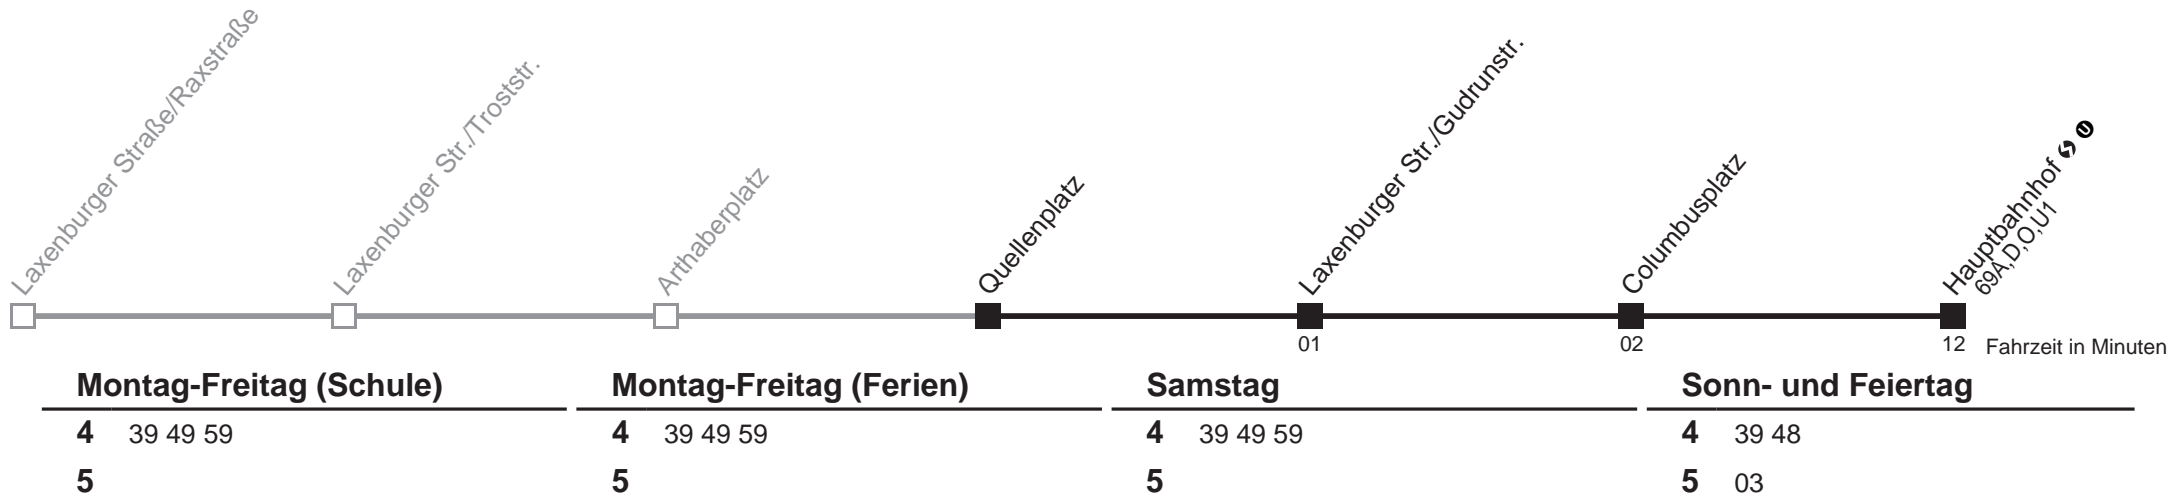 Laxenburger Straße/Raxstraße
Laxenburger Str./Troststr.
Arthaberplatz
Quellenplatz
Laxenburger Str./Gudrunstr.
Columbusplatz
Hauptbahnhof S U
69A,D,O,U1
01 02 12 Fahrzeit in Minuten
Montag-Freitag (Schule) Montag-Freitag (Ferien) Samstag Sonn- und Feiertag
4 39 49 59 4 39 49 59 4 39 49 59 4 39 48
5 5 5 5 03